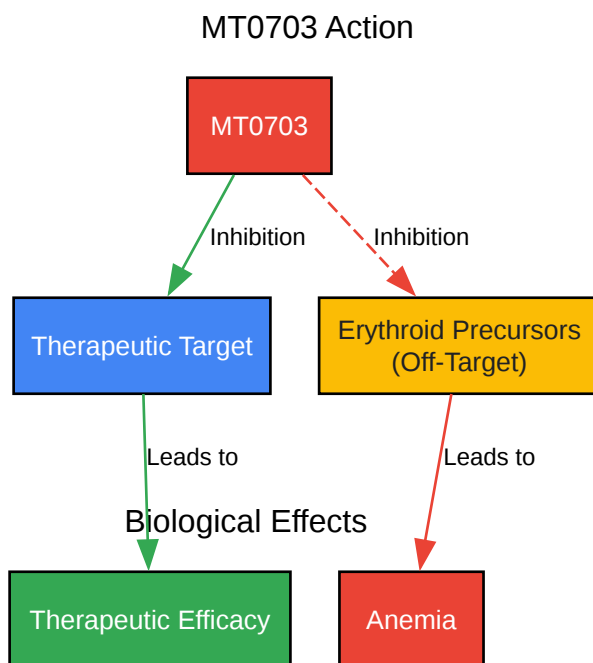 MT0703 Action
MT0703
Inhibition
Inhibition
Therapeutic Target
Erythroid Precursors
(Off-Target)
Leads to
Leads to
Biological Effects
Therapeutic Efficacy
Anemia